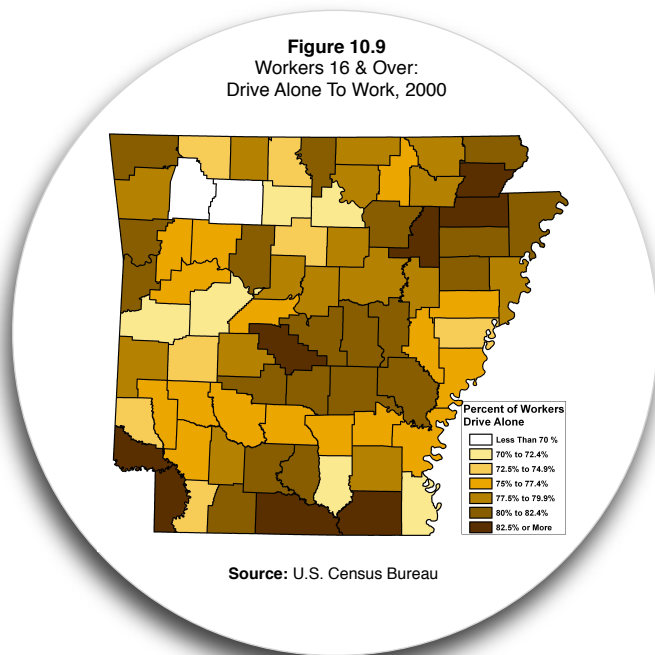 Figure 10.9
Workers 16 & Over:
Drive Alone To Work, 2000
Percent of Workers
Drive Alone
Less Than 70 %
70% to 72.4%
72.5% to 74.9%
75% to 77.4%
77.5% to 79.9%
80% to 82.4%
82.5% or More
Source: U.S. Census Bureau